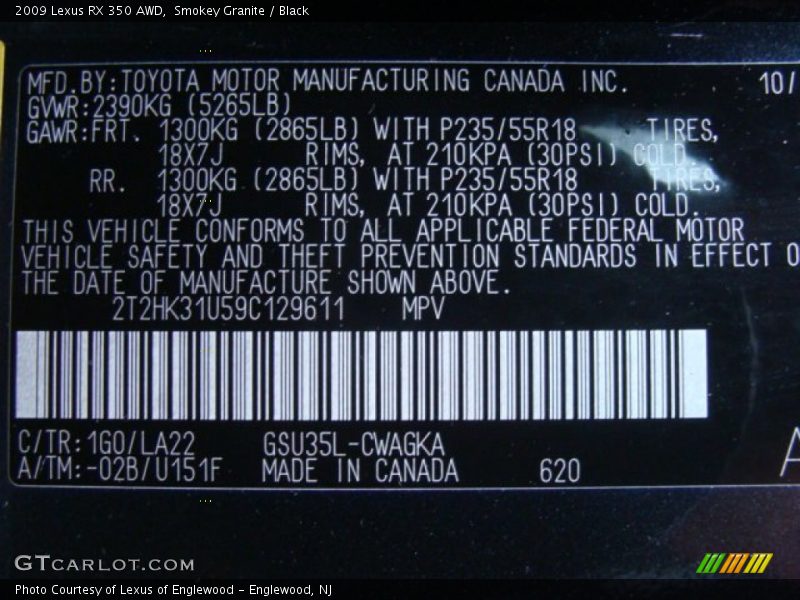 2009 Lexus RX 350 AWD, Smokey Granite / Black
MFD.BY:TOYOTA MOTOR MANUFACTURING CANADA INC. 10/
GVWR:2390KG (5265LB)
GAWR:FRT. 1300KG (2865LB) WITH P235/55R18 TIRES,
18X7J RIMS, AT 210KPA (30PSI) COLD
RR. 1300KG (2865LB) WITH P235/55R18 TIRES,
18X7J RIMS, AT 210KPA (30PSI) COLD.
THIS VEHICLE CONFORMS TO ALL APPLICABLE FEDERAL MOTOR
VEHICLE SAFETY AND THEFT PREVENTION STANDARDS IN EFFECT O
THE DATE OF MANUFACTURE SHOWN ABOVE.
2T2HK31U59C129611 MPV
C/TR:1G0/LA22 GSU35L-CWAGKA
A/TM:-02B/U151F MADE IN CANADA 620 A
GTCARLOT.COM
Photo Courtesy of Lexus of Englewood - Englewood, NJ